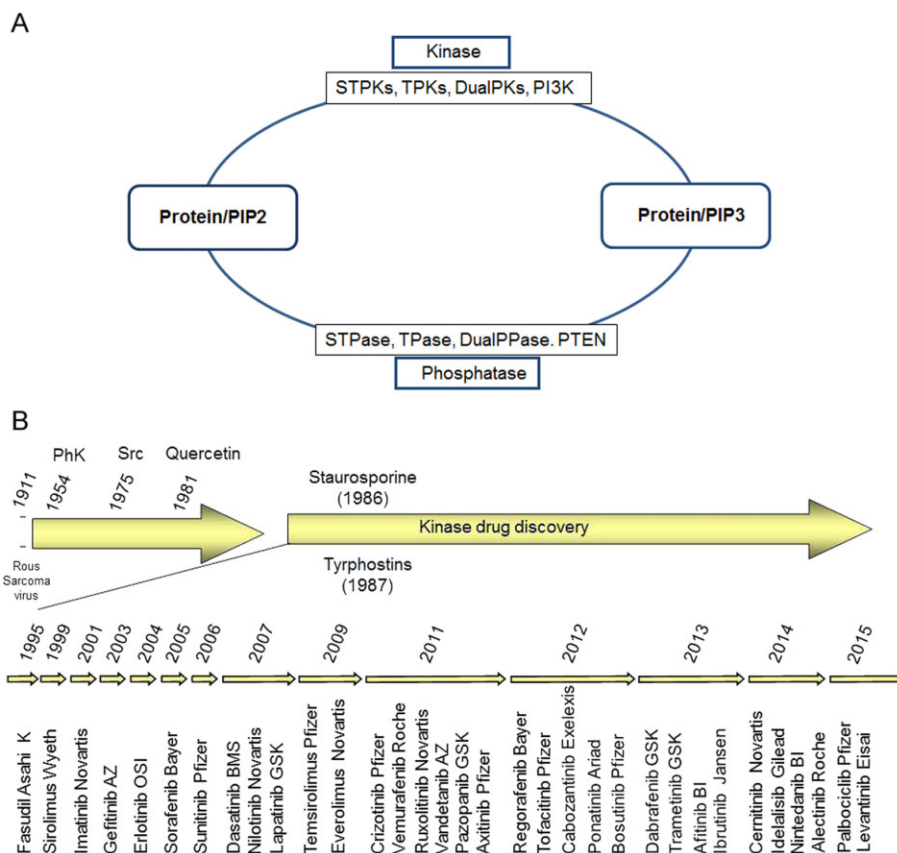 A
Kinase
STPKs, TPKs, DualPKs, PI3K
Protein/PIP2
Protein/PIP3
STPase, TPase, DualPPase. PTEN
Phosphatase
B
PhK
Src
Quercetin
1911
1954
1975
1981
Staurosporine
(1986)
Kinase drug discovery
Rous
Sarcoma
virus
Tyrphostins
(1987)
1995
1999
2001
2003
2004
2005
2006
2007
2009
2011
2012
2013
2014
2015
Fasudil Asahi K
Sirolimus Wyeth
Imatinib Novartis
Gefitinib AZ
Erlotinib OSI
Sorafenib Bayer
Sunitinib Pfizer
Dasatinib BMS
Nilotinib Novartis
Lapatinib GSK
Temsirolimus Pfizer
Everolimus Novartis
Crizotinib Pfizer
Vemurafenib Roche
Ruxolitinib Novartis
Vandetanib AZ
Pazopanib GSK
Axitinib Pfizer
Regorafenib Bayer
Tofacitinib Pfizer
Cabozantinib Exelexis
Ponatinib Ariad
Bosutinib Pfizer
Dabrafenib GSK
Trametinib GSK
Afitinib BI
Ibrutinib Jansen
Cernitinib Novartis
Idelalisib Gilead
Nintedanib BI
Alectinib Roche
Palbociclib Pfizer
Levantinib Eisai